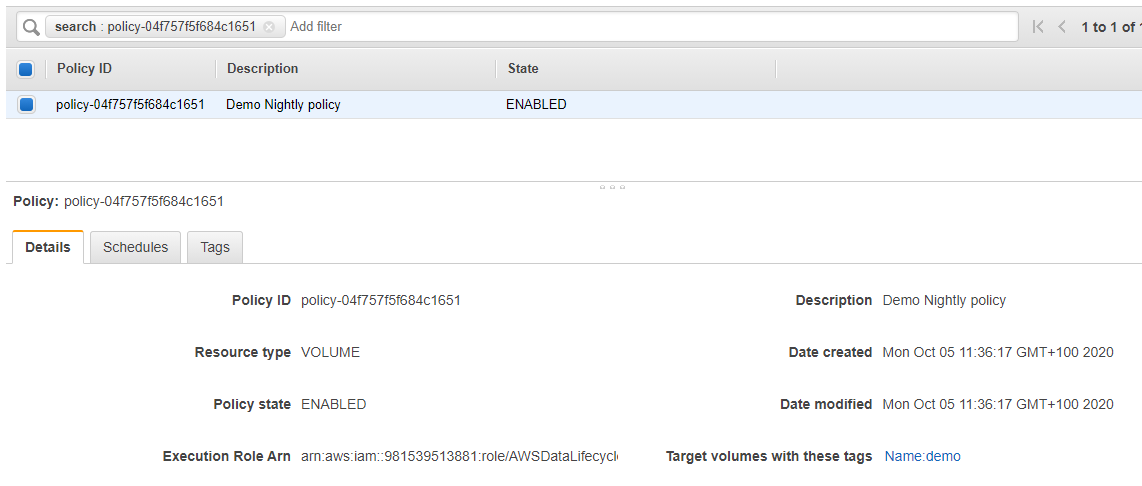 search : policy-04f757f5f684c1651 Add filter 1 to 1 of
Policy ID Description State
policy-04f757f5f684c1651 Demo Nightly policy ENABLED
Policy: policy-04f757f5f684c1651
Details Schedules Tags
Policy ID policy-04f757f5f684c1651 Description Demo Nightly policy
Resource type VOLUME Date created Mon Oct 05 11:36:17 GMT+100 2020
Policy state ENABLED Date modified Mon Oct 05 11:36:17 GMT+100 2020
Execution Role Arn arn:aws:iam::981539513881:role/AWSDataLifecycl Target volumes with these tags Name:demo